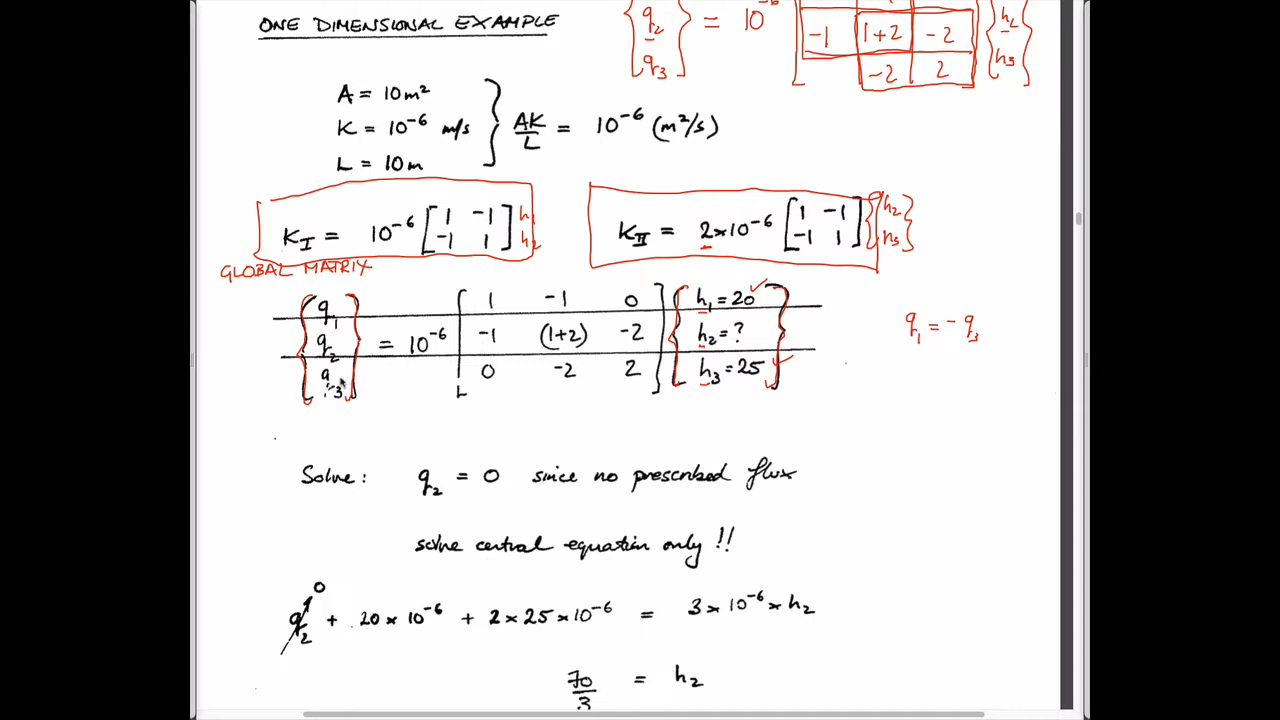 ONE DIMENSIONAL EXAMPLE
q2 = 10^-6 -1 1+2 -2 h2
q3 -2 2 h3
A = 10m²
K = 10^-6 m/s
L = 10m
AK/L = 10^-6 (m²/s)
K_I = 10^-6 [1 -1; -1 1] h h2
K_II = 2×10^-6 [1 -1; -1 1] {h2 h3}
GLOBAL MATRIX
q1 1 -1 0 h1 = 20
q2 = 10^-6 -1 (1+2) -2 h2 = ?
q3 0 -2 2 h3 = 25
q1 = - q3
Solve: q2 = 0 since no prescribed flux
solve central equation only !!
q2 0 + 20 × 10^-6 + 2 × 25 × 10^-6 = 3 × 10^-6 × h2
70/3 = h2